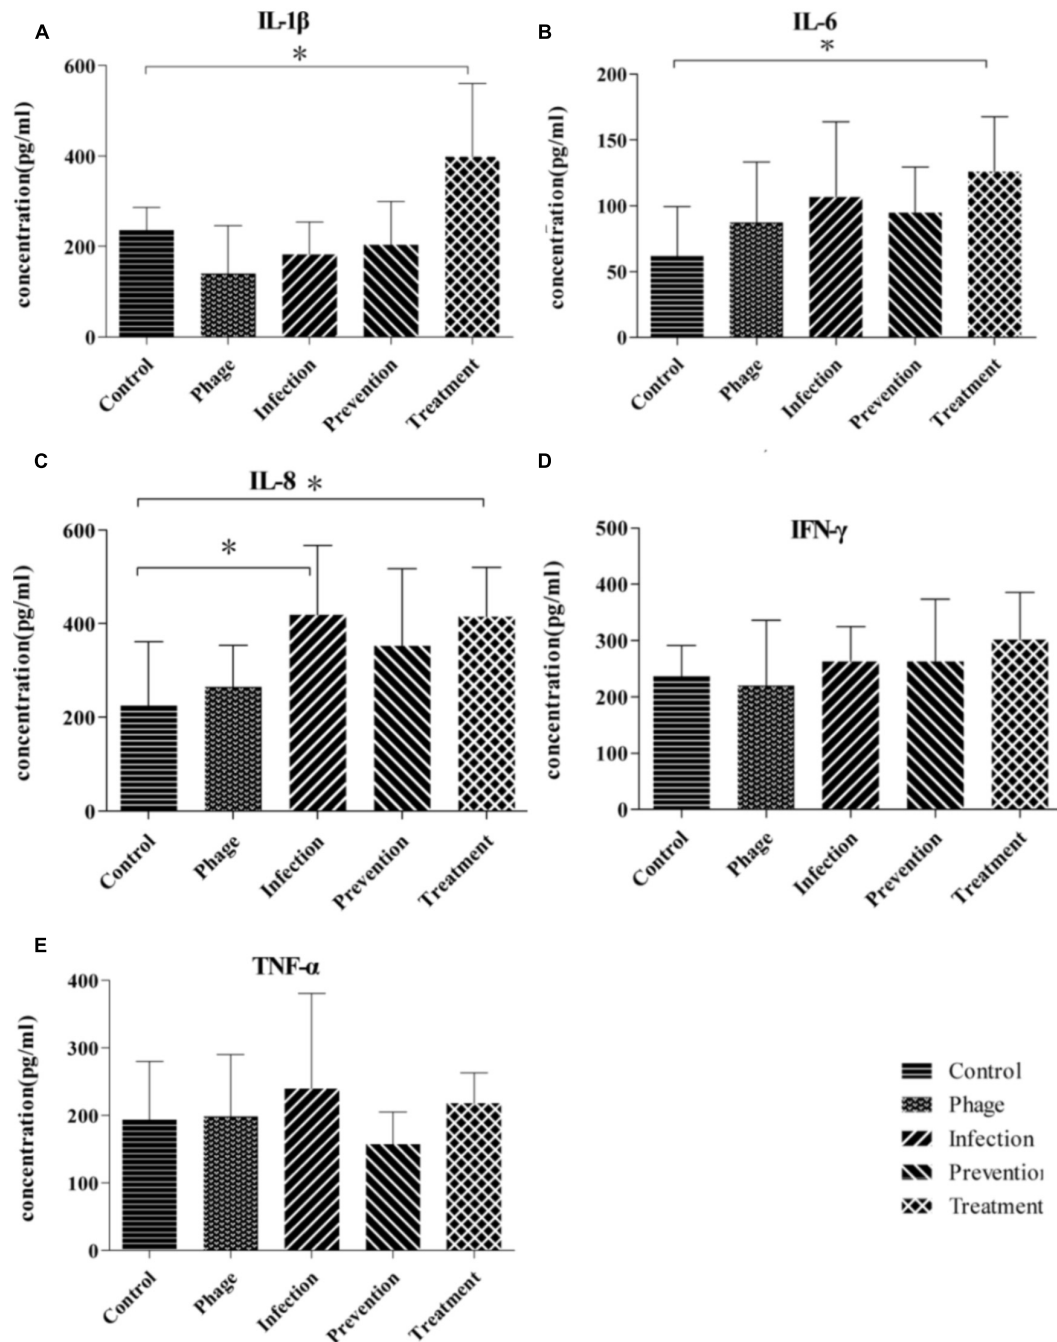 A
IL-1β
*
600
400
200
0
concentration(pg/ml)
Control
Phage
Infection
Prevention
Treatment
B
IL-6
*
200
150
100
50
0
concentration(pg/ml)
Control
Phage
Infection
Prevention
Treatment
C
IL-8 *
*
600
400
200
0
concentration(pg/ml)
Control
Phage
Infection
Prevention
Treatment
D
IFN-γ
500
400
300
200
100
0
concentration(pg/ml)
Control
Phage
Infection
Prevention
Treatment
E
TNF-α
400
300
200
100
0
concentration(pg/ml)
Control
Phage
Infection
Prevention
Treatment
Control
Phage
Infection
Prevention
Treatment